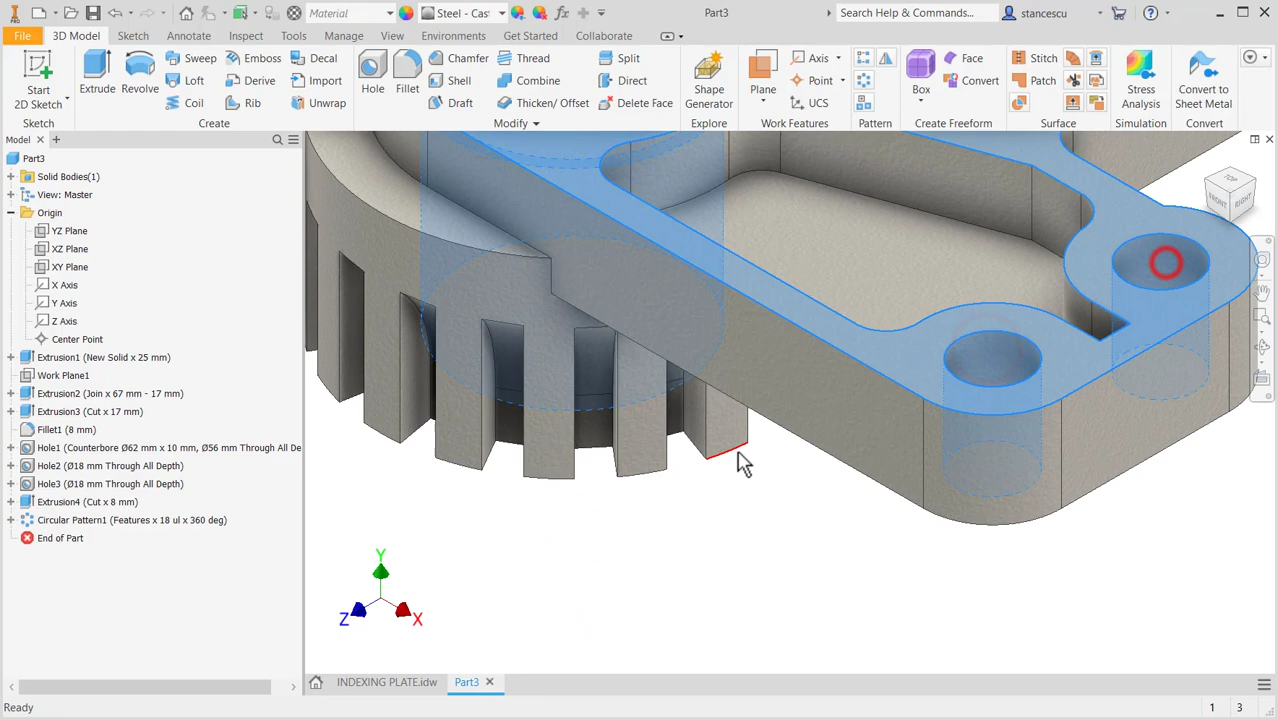 PRO
Material
Steel - Cas
fx
Part3
Search Help & Commands...
stancescu
File
3D Model
Sketch
Annotate
Inspect
Tools
Manage
View
Environments
Get Started
Collaborate
Start
2D Sketch
Extrude
Revolve
Sweep
Loft
Coil
Emboss
Derive
Rib
Decal
Import
Unwrap
Hole
Fillet
Chamfer
Shell
Draft
Thread
Combine
Thicken/ Offset
Split
Direct
Delete Face
Shape
Generator
Plane
Axis
Point
UCS
Box
Face
Convert
Stitch
Patch
Stress
Analysis
Convert to
Sheet Metal
Sketch
Create
Modify
Explore
Work Features
Pattern
Create Freeform
Surface
Simulation
Convert
Model
Part3
Solid Bodies(1)
View: Master
Origin
YZ Plane
XZ Plane
XY Plane
X Axis
Y Axis
Z Axis
Center Point
Extrusion1 (New Solid x 25 mm)
Work Plane1
Extrusion2 (Join x 67 mm - 17 mm)
Extrusion3 (Cut x 17 mm)
Fillet1 (8 mm)
Hole1 (Counterbore Ø62 mm x 10 mm, Ø56 mm Through All Depth)
Hole2 (Ø18 mm Through All Depth)
Hole3 (Ø18 mm Through All Depth)
Extrusion4 (Cut x 8 mm)
Circular Pattern1 (Features x 18 ul x 360 deg)
End of Part
TOP
FRONT
RIGHT
Y
Z
X
INDEXING PLATE.idw
Part3
Ready
1
3